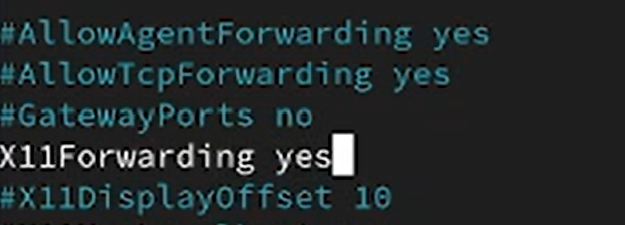 #AllowAgentForwarding yes
#AllowTcpForwarding yes
#GatewayPorts no
X11Forwarding yes
#X11DisplayOffset 10